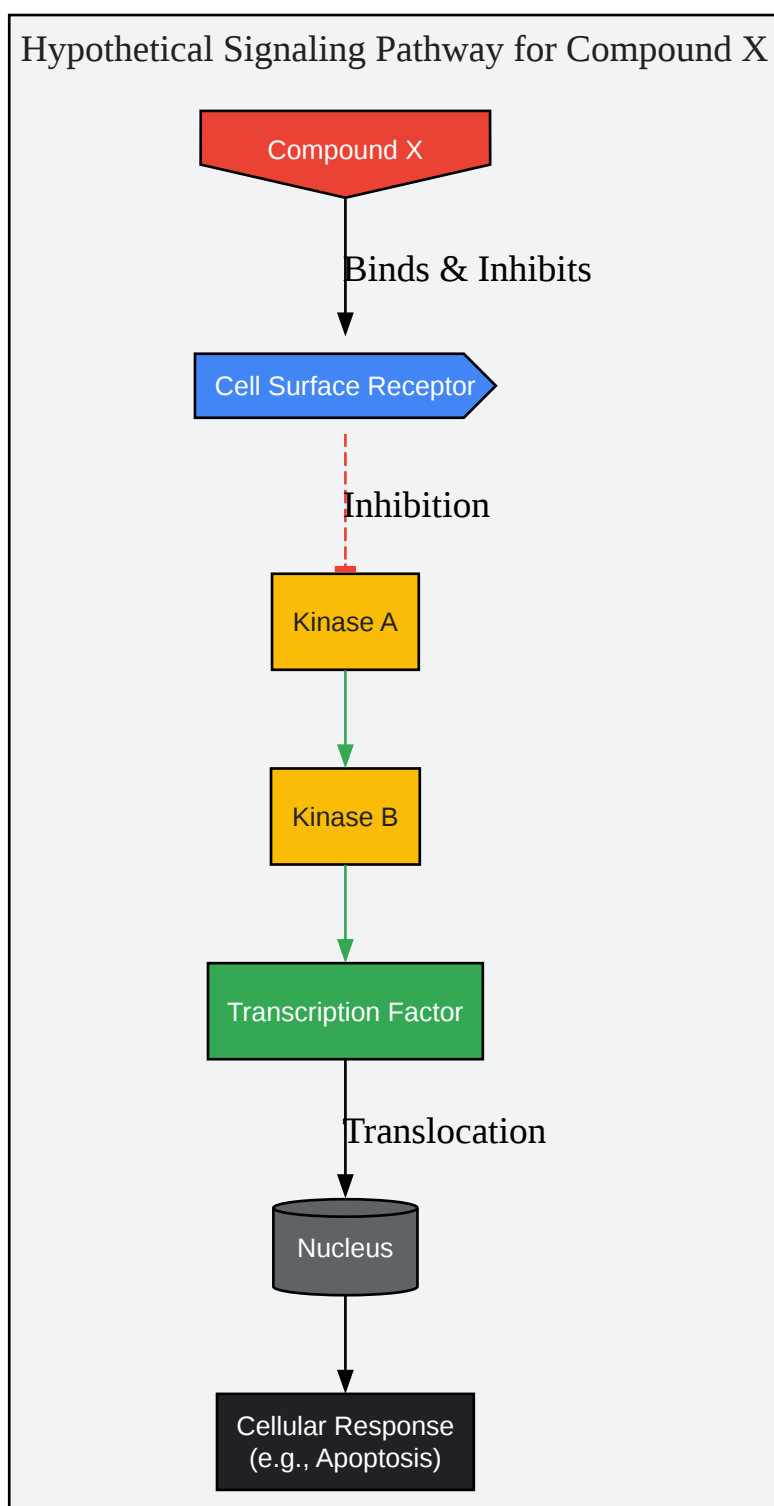 Hypothetical Signaling Pathway for Compound X
Compound X
Binds & Inhibits
Cell Surface Receptor
Inhibition
Kinase A
Kinase B
Transcription Factor
Translocation
Nucleus
Cellular Response
(e.g., Apoptosis)